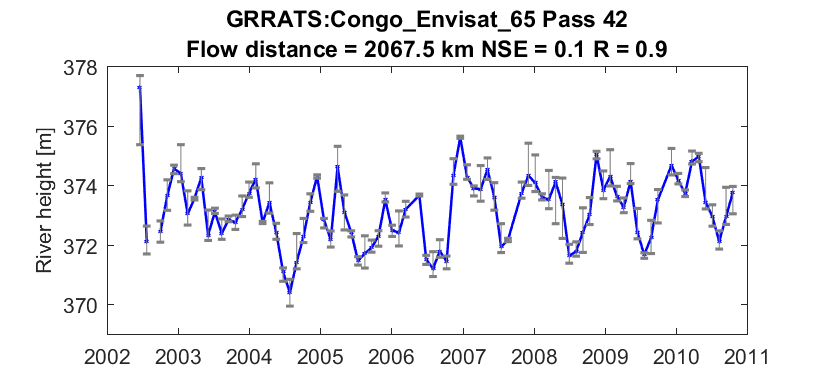 GRRATS:Congo_Envisat_65 Pass 42
Flow distance = 2067.5 km NSE = 0.1 R = 0.9
378
376
374
372
370
River height [m]
2002 2003 2004 2005 2006 2007 2008 2009 2010 2011